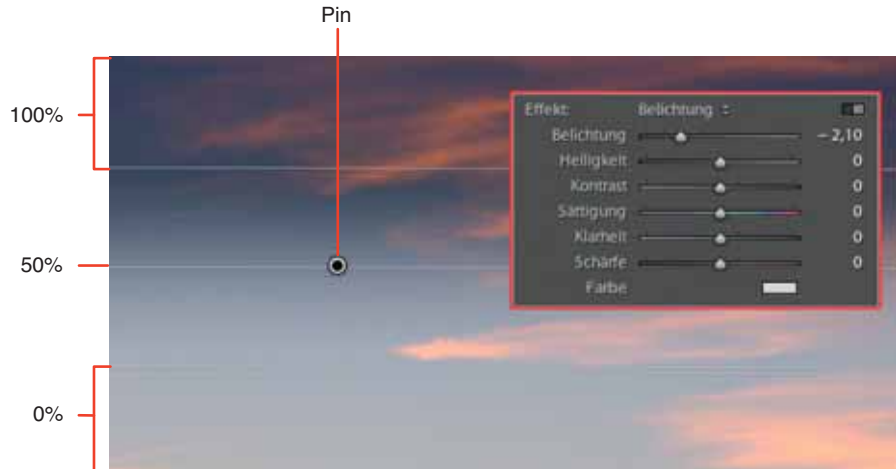 Pin
100%
Effekt: Belichtung
Belichtung −2,10
Helligkeit 0
Kontrast 0
Sättigung 0
Klarheit 0
50%
Schärfe 0
Farbe
0%